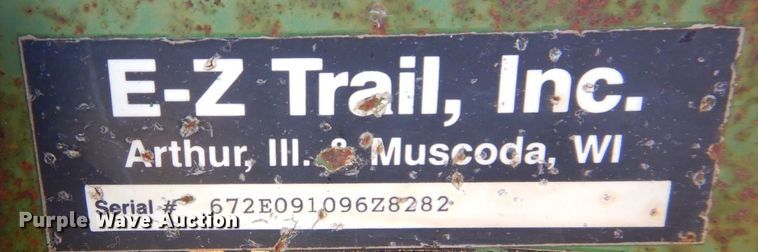 E-Z Trail, Inc.
Arthur, Ill. & Muscoda, WI
Serial # 672E091096Z8282
Purple Wave Auction